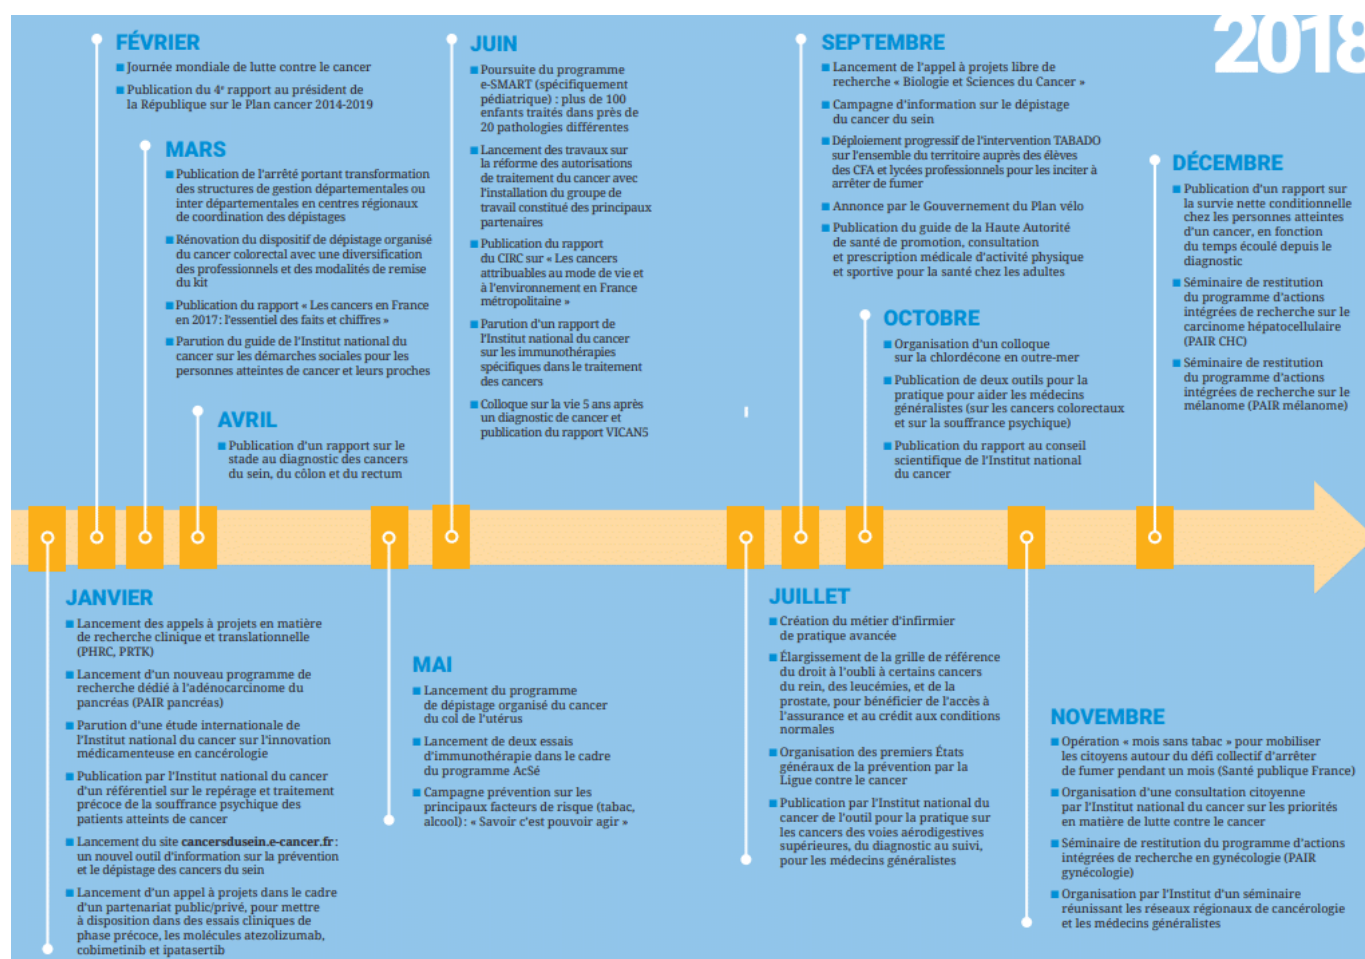 2018
FÉVRIER
■ Journée mondiale de lutte contre le cancer
■ Publication du 4e rapport au président de
la République sur le Plan cancer 2014-2019
MARS
■ Publication de l'arrêté portant transformation
des structures de gestion départementales ou
inter départementales en centres régionaux
de coordination des dépistages
■ Rénovation du dispositif de dépistage organisé
du cancer colorectal avec une diversification
des professionnels et des modalités de remise
du kit
■ Publication du rapport « Les cancers en France
en 2017: l'essentiel des faits et chiffres »
■ Parution du guide de l'Institut national du
cancer sur les démarches sociales pour les
personnes atteintes de cancer et leurs proches
AVRIL
■ Publication d'un rapport sur le
stade au diagnostic des cancers
du sein, du côlon et du rectum
JUIN
■ Poursuite du programme
e-SMART (spécifiquement
pédiatrique) : plus de 100
enfants traités dans près de
20 pathologies différentes
■ Lancement des travaux sur
la réforme des autorisations
de traitement du cancer avec
l'installation du groupe de
travail constitué des principaux
partenaires
■ Publication du rapport
du CIRC sur « Les cancers
attribuables au mode de vie et
à l'environnement en France
métropolitaine »
■ Parution d'un rapport de
l'Institut national du cancer
sur les immunothérapies
spécifiques dans le traitement
des cancers
■ Colloque sur la vie 5 ans après
un diagnostic de cancer et
publication du rapport VICAN5
SEPTEMBRE
■ Lancement de l'appel à projets libre de
recherche « Biologie et Sciences du Cancer »
■ Campagne d'information sur le dépistage
du cancer du sein
■ Déploiement progressif de l'intervention TABADO
sur l'ensemble du territoire auprès des élèves
des CFA et lycées professionnels pour les inciter à
arrêter de fumer
■ Annonce par le Gouvernement du Plan vélo
■ Publication du guide de la Haute Autorité
de santé de promotion, consultation
et prescription médicale d'activité physique
et sportive pour la santé chez les adultes
OCTOBRE
■ Organisation d'un colloque
sur la chlordécone en outre-mer
■ Publication de deux outils pour la
pratique pour aider les médecins
généralistes (sur les cancers colorectaux
et sur la souffrance psychique)
■ Publication du rapport au conseil
scientifique de l'Institut national
du cancer
DÉCEMBRE
■ Publication d'un rapport sur
la survie nette conditionnelle
chez les personnes atteintes
d'un cancer, en fonction
du temps écoulé depuis le
diagnostic
■ Séminaire de restitution
du programme d'actions
intégrées de recherche sur le
carcinome hépatocellulaire
(PAIR CHC)
■ Séminaire de restitution
du programme d'actions
intégrées de recherche sur le
mélanome (PAIR mélanome)
JANVIER
■ Lancement des appels à projets en matière
de recherche clinique et translationnelle
(PHRC, PRTK)
■ Lancement d'un nouveau programme de
recherche dédié à l'adénocarcinome du
pancréas (PAIR pancréas)
■ Parution d'une étude internationale de
l'Institut national du cancer sur l'innovation
médicamenteuse en cancérologie
■ Publication par l'Institut national du cancer
d'un référentiel sur le repérage et traitement
précoce de la souffrance psychique des
patients atteints de cancer
■ Lancement du site cancersdusein.e-cancer.fr :
un nouvel outil d'information sur la prévention
et le dépistage des cancers du sein
■ Lancement d'un appel à projets dans le cadre
d'un partenariat public/privé, pour mettre
à disposition dans des essais cliniques de
phase précoce, les molécules atezolizumab,
cobimetinib et ipatasertib
MAI
■ Lancement du programme
de dépistage organisé du cancer
du col de l'utérus
■ Lancement de deux essais
d'immunothérapie dans le cadre
du programme AcSé
■ Campagne prévention sur les
principaux facteurs de risque (tabac,
alcool) : « Savoir c'est pouvoir agir »
JUILLET
■ Création du métier d'infirmier
de pratique avancée
■ Élargissement de la grille de référence
du droit à l'oubli à certains cancers
du rein, des leucémies, et de la
prostate, pour bénéficier de l'accès à
l'assurance et au crédit aux conditions
normales
■ Organisation des premiers États
généraux de la prévention par la
Ligue contre le cancer
■ Publication par l'Institut national du
cancer de l'outil pour la pratique sur
les cancers des voies aérodigestives
supérieures, du diagnostic au suivi,
pour les médecins généralistes
NOVEMBRE
■ Opération « mois sans tabac » pour mobiliser
les citoyens autour du défi collectif d'arrêter
de fumer pendant un mois (Santé publique France)
■ Organisation d'une consultation citoyenne
par l'Institut national du cancer sur les priorités
en matière de lutte contre le cancer
■ Séminaire de restitution du programme d'actions
intégrées de recherche en gynécologie (PAIR
gynécologie)
■ Organisation par l'Institut d'un séminaire
réunissant les réseaux régionaux de cancérologie
et les médecins généralistes